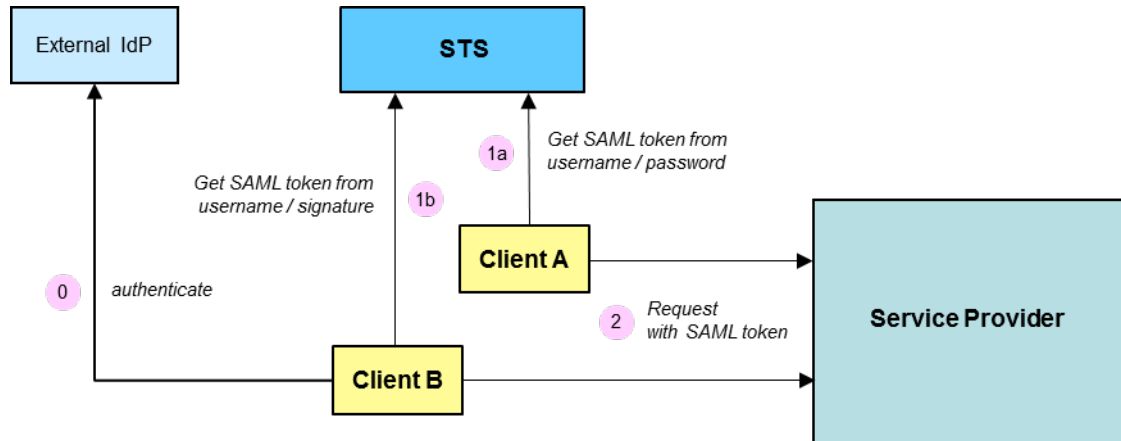 External IdP
STS
1a
Get SAML token from
username / password
Get SAML token from
username / signature
1b
Client A
0
authenticate
2
Request
with SAML token
Service Provider
Client B